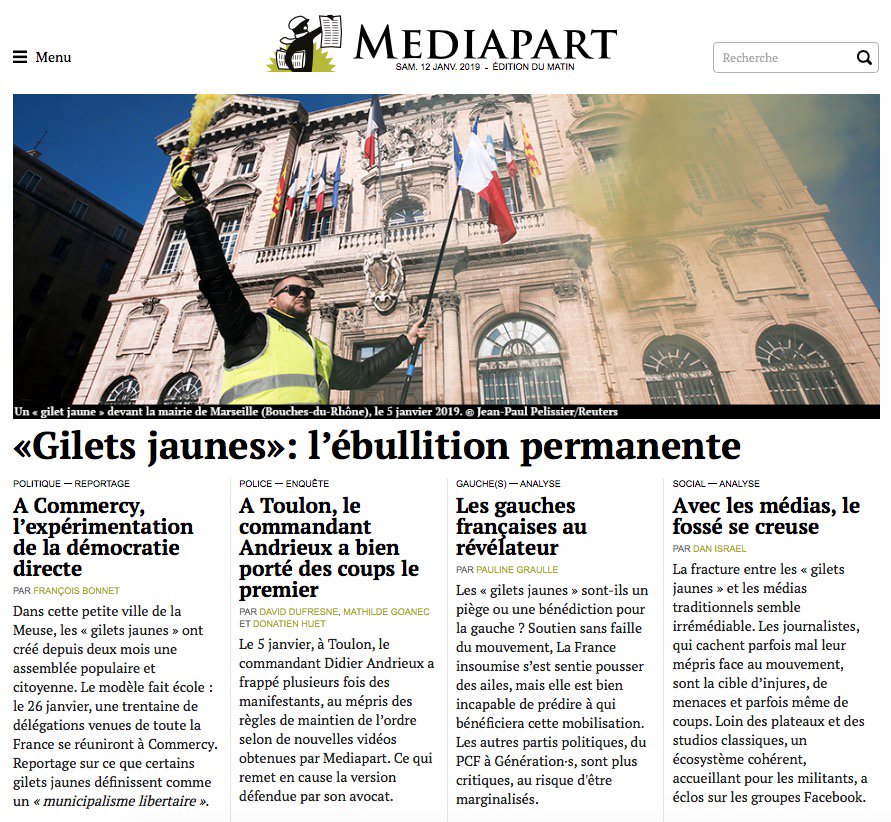 Menu
MEDIAPART
SAM. 12 JANV. 2019 - ÉDITION DU MATIN
Recherche
Un « gilet jaune » devant la mairie de Marseille (Bouches-du-Rhône), le 5 janvier 2019. © Jean-Paul Pelissier/Reuters
«Gilets jaunes»: l’ébullition permanente
POLITIQUE — REPORTAGE
A Commercy,
l’expérimentation
de la démocratie
directe
PAR FRANÇOIS BONNET
Dans cette petite ville de la
Meuse, les « gilets jaunes » ont
créé depuis deux mois une
assemblée populaire et
citoyenne. Le modèle fait école :
le 26 janvier, une trentaine de
délégations venues de toute la
France se réuniront à Commercy.
Reportage sur ce que certains
gilets jaunes définissent comme
un « municipalisme libertaire ».
POLICE — ENQUÊTE
A Toulon, le
commandant
Andrieux a bien
porté des coups le
premier
PAR DAVID DUFRESNE, MATHILDE GOANEC
ET DONATIEN HUET
Le 5 janvier, à Toulon, le
commandant Didier Andrieux a
frappé plusieurs fois des
manifestants, au mépris des
règles de maintien de l’ordre
selon de nouvelles vidéos
obtenues par Mediapart. Ce qui
remet en cause la version
défendue par son avocat.
GAUCHE(S) — ANALYSE
Les gauches
françaises au
révélateur
PAR PAULINE GRAULLE
Les « gilets jaunes » sont-ils un
piège ou une bénédiction pour
la gauche ? Soutien sans faille
du mouvement, La France
insoumise s’est sentie pousser
des ailes, mais elle est bien
incapable de prédire à qui
bénéficiera cette mobilisation.
Les autres partis politiques, du
PCF à Génération·s, sont plus
critiques, au risque d'être
marginalisés.
SOCIAL — ANALYSE
Avec les médias, le
fossé se creuse
PAR DAN ISRAEL
La fracture entre les « gilets
jaunes » et les médias
traditionnels semble
irrémédiable. Les journalistes,
qui cachent parfois mal leur
mépris face au mouvement,
sont la cible d’injures, de
menaces et parfois même de
coups. Loin des plateaux et des
studios classiques, un
écosystème cohérent,
accueillant pour les militants, a
éclos sur les groupes Facebook.